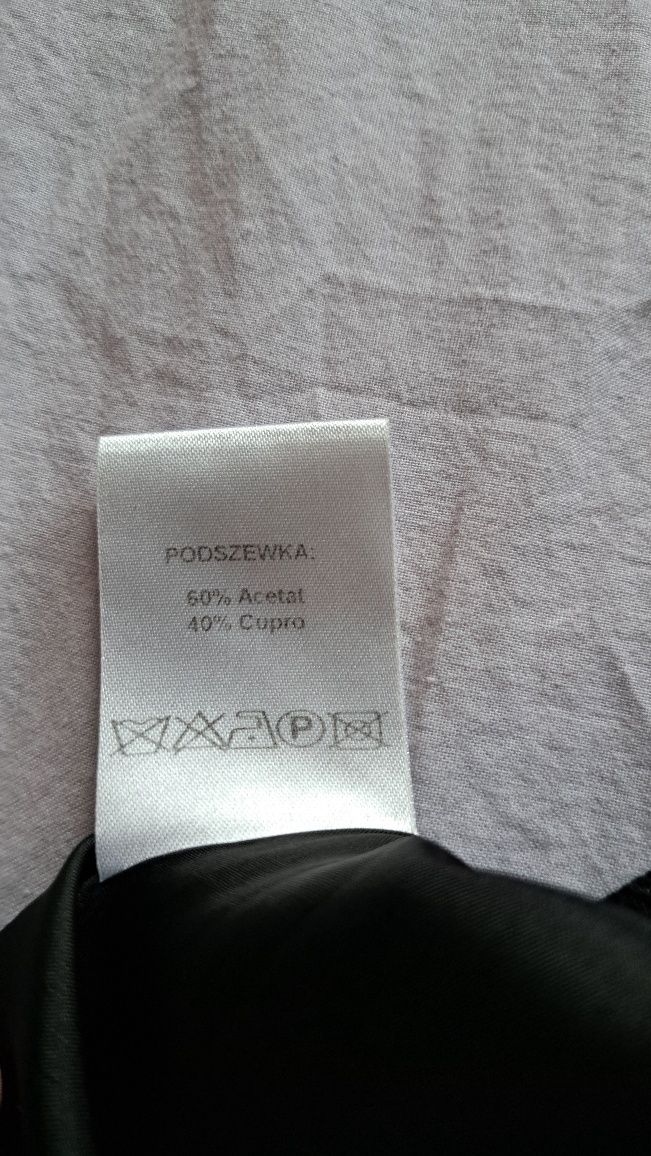 PODSZEWKA:
60% Acetat
40% Cupro
P